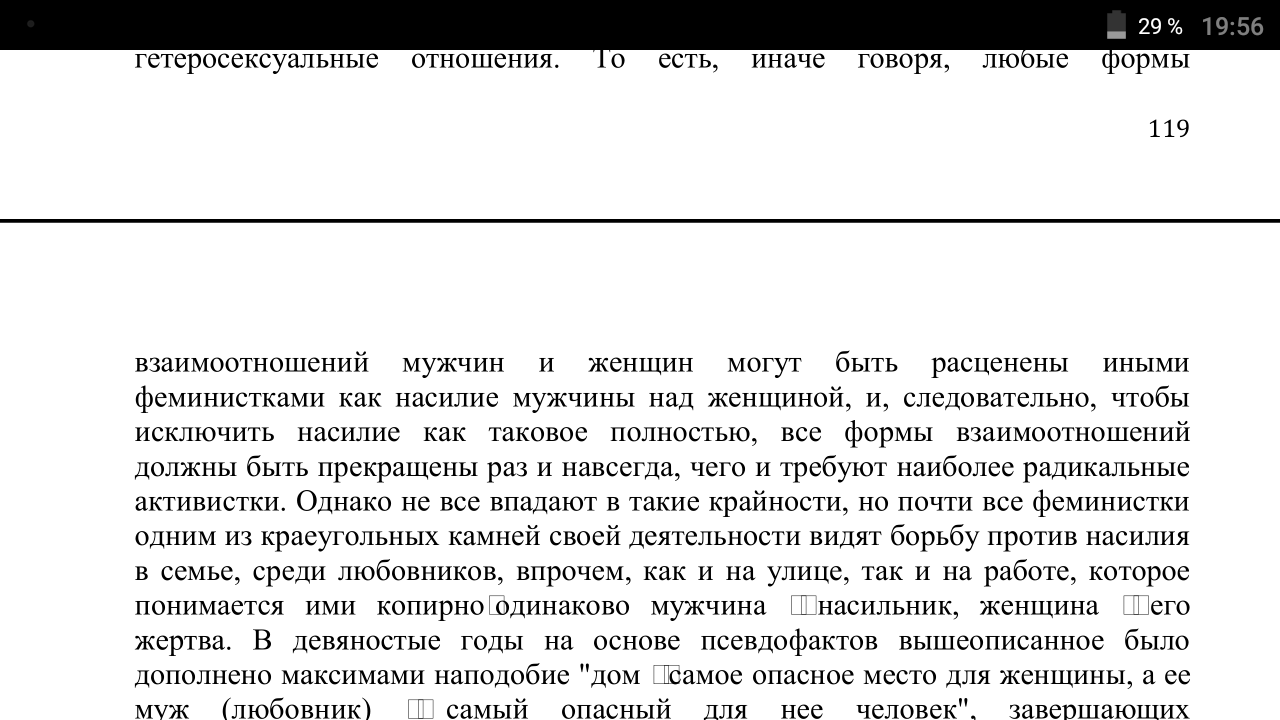 29 % 19:56
гетеросексуальные отношения. То есть, иначе говоря, любые формы
119
взаимоотношений мужчин и женщин могут быть расценены иными
феминистками как насилие мужчины над женщиной, и, следовательно, чтобы
исключить насилие как таковое полностью, все формы взаимоотношений
должны быть прекращены раз и навсегда, чего и требуют наиболее радикальные
активистки. Однако не все впадают в такие крайности, но почти все феминистки
одним из краеугольных камней своей деятельности видят борьбу против насилия
в семье, среди любовников, впрочем, как и на улице, так и на работе, которое
понимается ими копирно одинаково мужчина насильник, женщина его
жертва. В девяностые годы на основе псевдофактов вышеописанное было
дополнено максимами наподобие "дом самое опасное место для женщины, а ее
муж (любовник) самый опасный для нее человек", завершающих